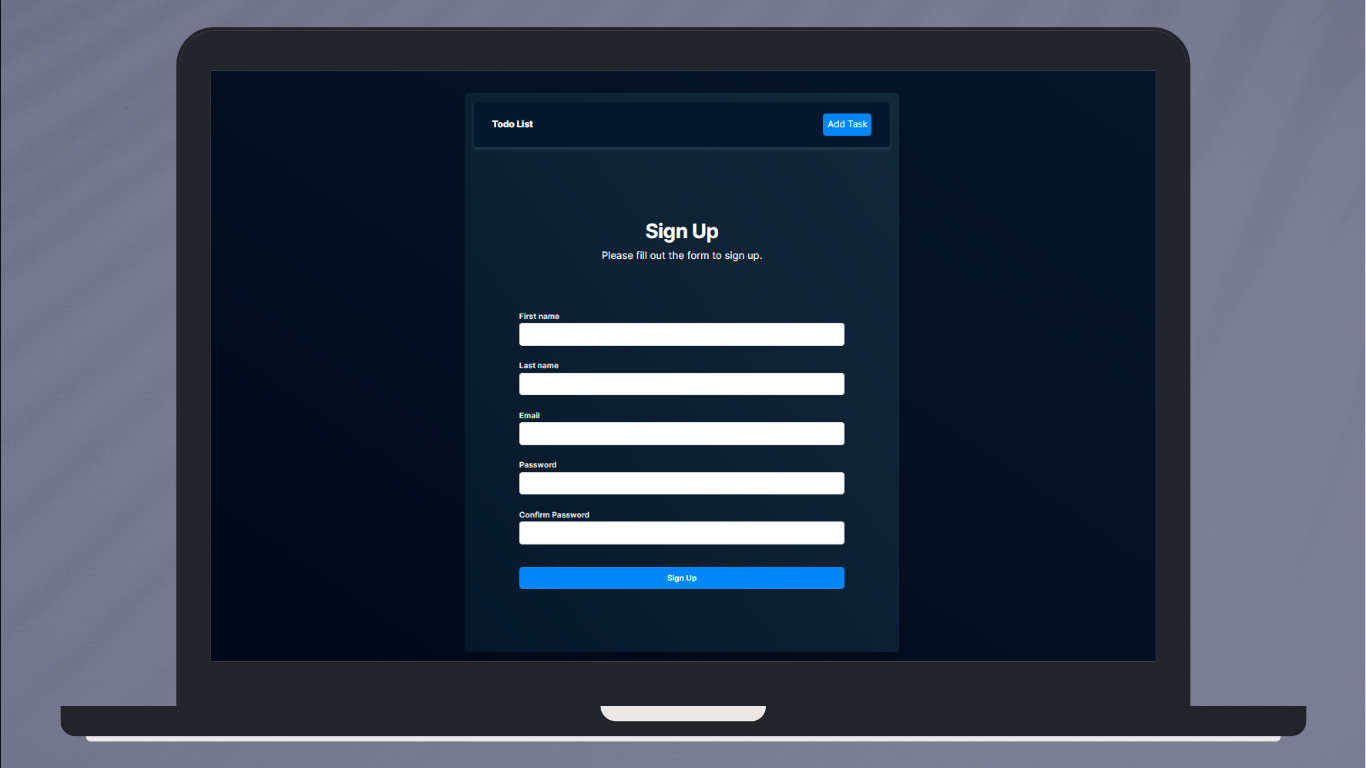 Todo List
Add Task
Sign Up
Please fill out the form to sign up.
First name
Last name
Email
Password
Confirm Password
Sign Up